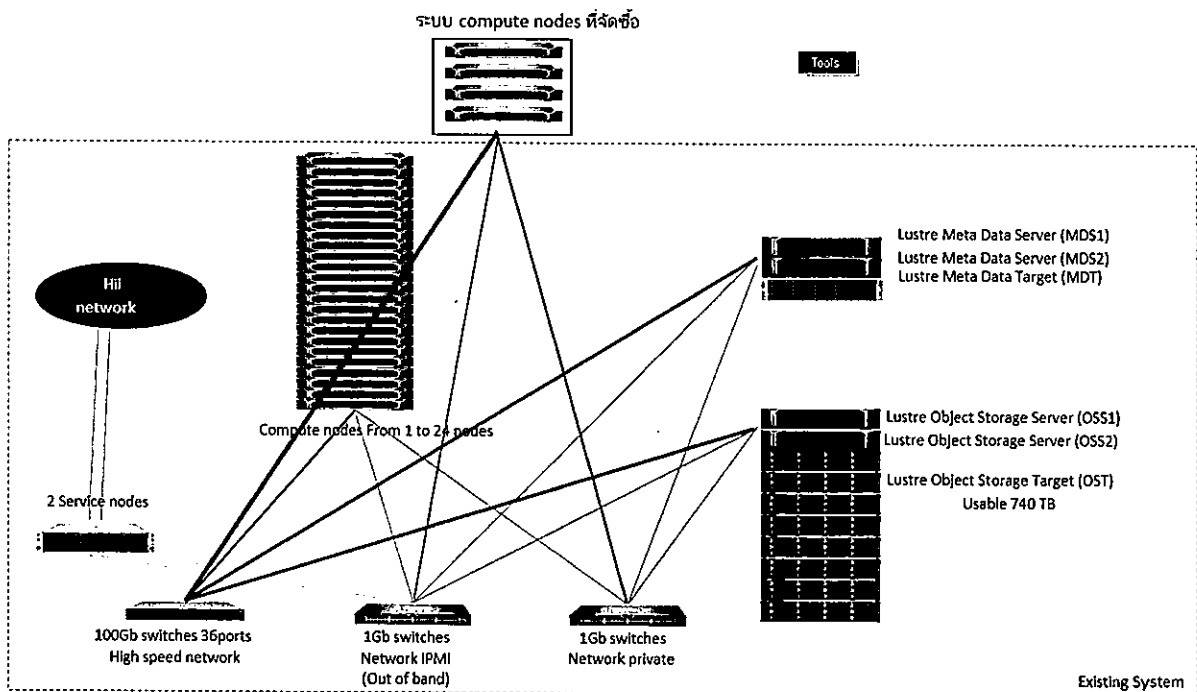 ระบบ compute nodes ที่จัดซื้อ
Tools
Hii
network
Compute nodes From 1 to 24 nodes
2 Service nodes
Lustre Meta Data Server (MDS1)
Lustre Meta Data Server (MDS2)
Lustre Meta Data Target (MDT)
Lustre Object Storage Server (OSS1)
Lustre Object Storage Server (OSS2)
Lustre Object Storage Target (OST)
Usable 740 TB
100Gb switches 36ports
High speed network
1Gb switches
Network IPMI
(Out of band)
1Gb switches
Network private
Existing System